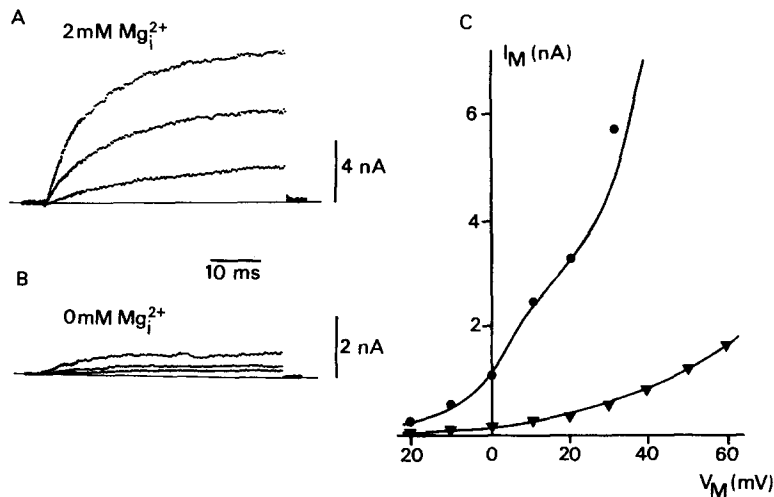 A
2mM Mg²⁺ᵢ
4 nA
10 ms
B
0mM Mg²⁺ᵢ
2 nA
C
I_M (nA)
6
4
2
20 0 20 40 60
V_M (mV)